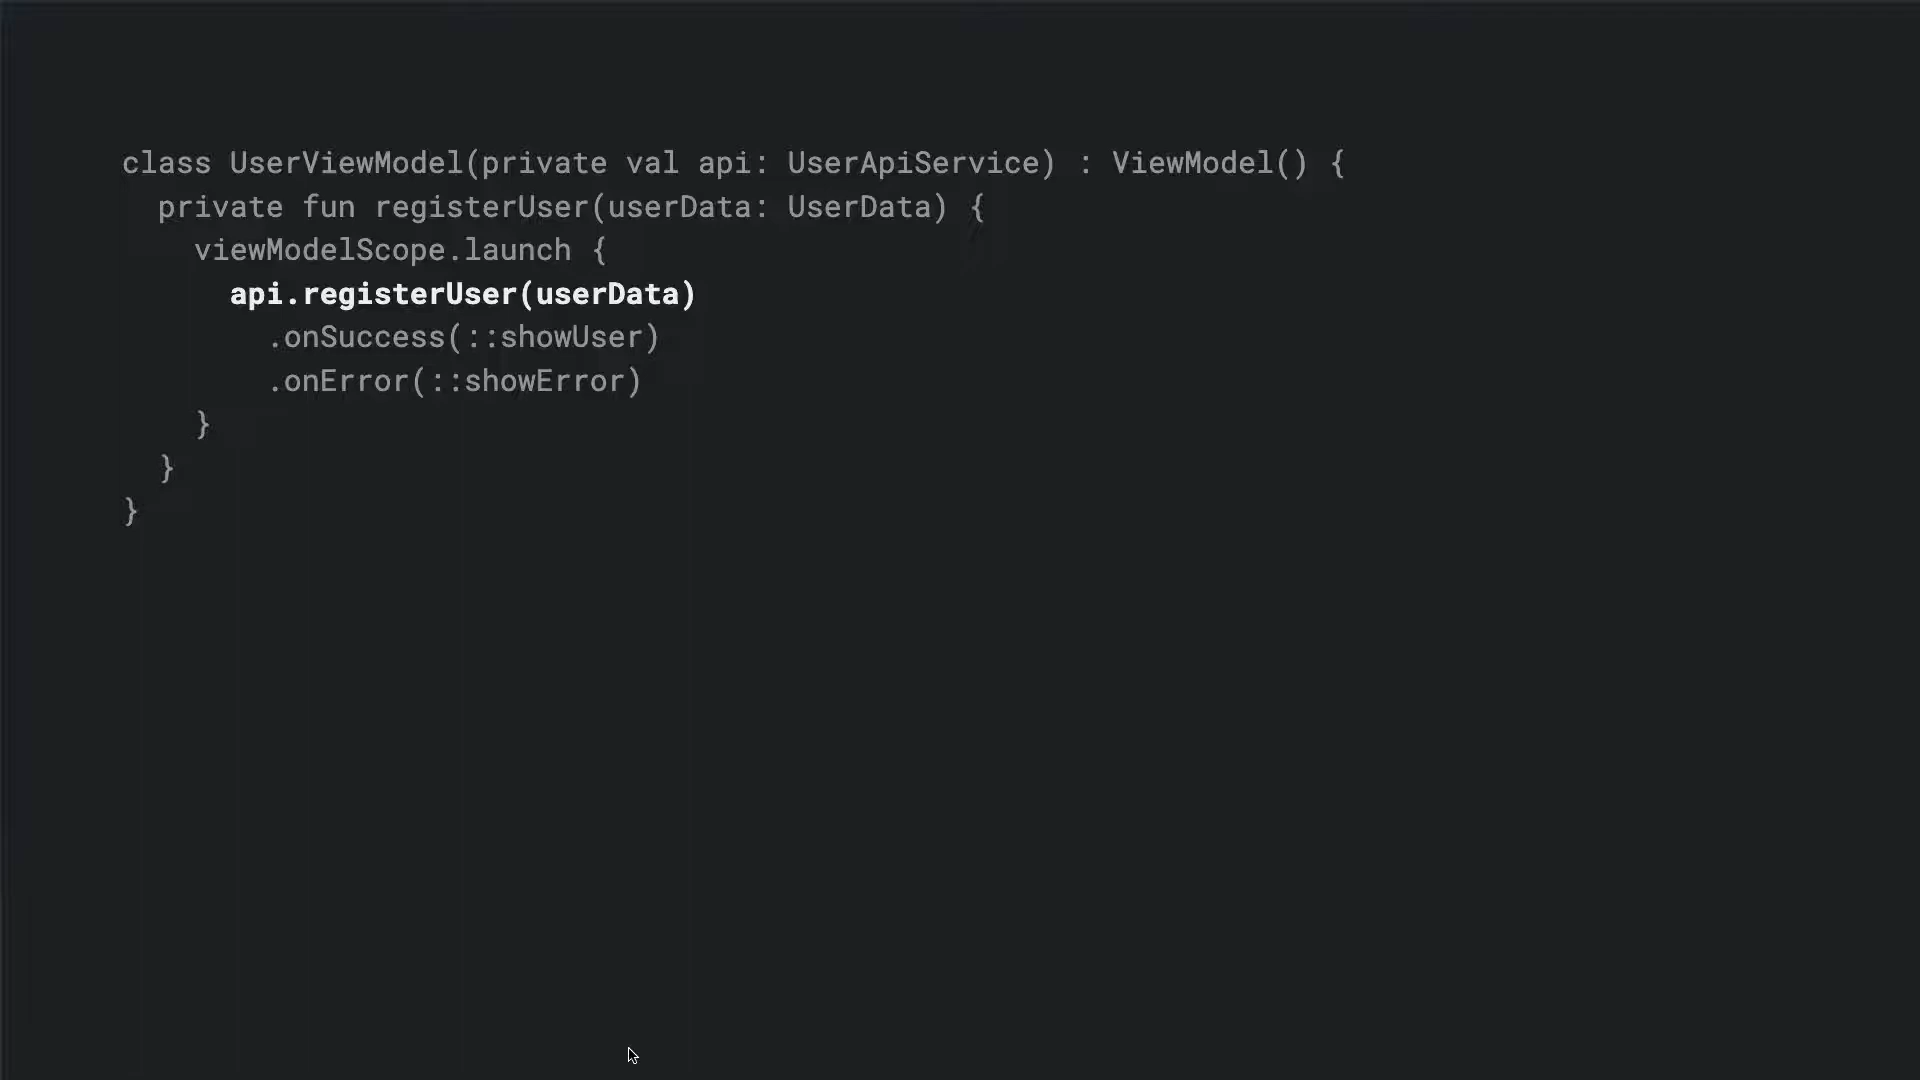 class UserViewModel(private val api: UserApiService) : ViewModel() {
  private fun registerUser(userData: UserData) {
    viewModelScope.launch {
      api.registerUser(userData)
        .onSuccess(::showUser)
        .onError(::showError)
    }
  }
}